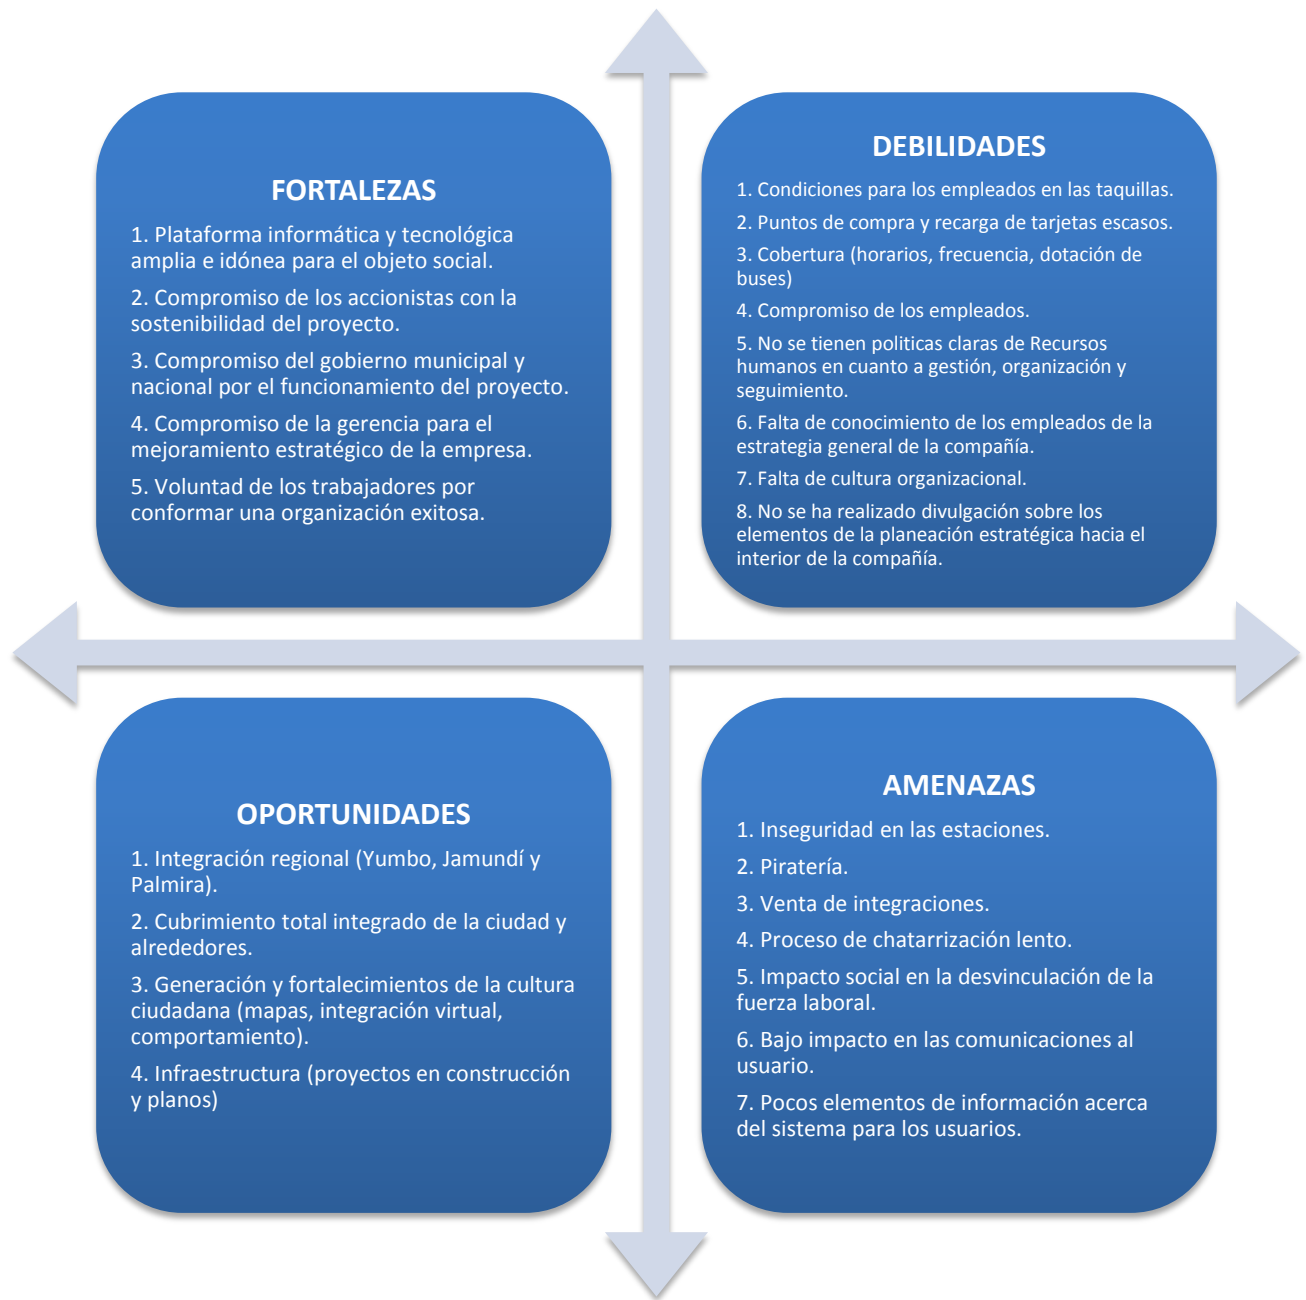 FORTALEZAS
1. Plataforma informática y tecnológica
amplia e idónea para el objeto social.
2. Compromiso de los accionistas con la
sostenibilidad del proyecto.
3. Compromiso del gobierno municipal y
nacional por el funcionamiento del proyecto.
4. Compromiso de la gerencia para el
mejoramiento estratégico de la empresa.
5. Voluntad de los trabajadores por
conformar una organización exitosa.
DEBILIDADES
1. Condiciones para los empleados en las taquillas.
2. Puntos de compra y recarga de tarjetas escasos.
3. Cobertura (horarios, frecuencia, dotación de
buses)
4. Compromiso de los empleados.
5. No se tienen politicas claras de Recursos
humanos en cuanto a gestión, organización y
seguimiento.
6. Falta de conocimiento de los empleados de la
estrategia general de la compañía.
7. Falta de cultura organizacional.
8. No se ha realizado divulgación sobre los
elementos de la planeación estratégica hacia el
interior de la compañía.
OPORTUNIDADES
1. Integración regional (Yumbo, Jamundí y
Palmira).
2. Cubrimiento total integrado de la ciudad y
alrededores.
3. Generación y fortalecimientos de la cultura
ciudadana (mapas, integración virtual,
comportamiento).
4. Infraestructura (proyectos en construcción
y planos)
AMENAZAS
1. Inseguridad en las estaciones.
2. Piratería.
3. Venta de integraciones.
4. Proceso de chatarrización lento.
5. Impacto social en la desvinculación de la
fuerza laboral.
6. Bajo impacto en las comunicaciones al
usuario.
7. Pocos elementos de información acerca
del sistema para los usuarios.